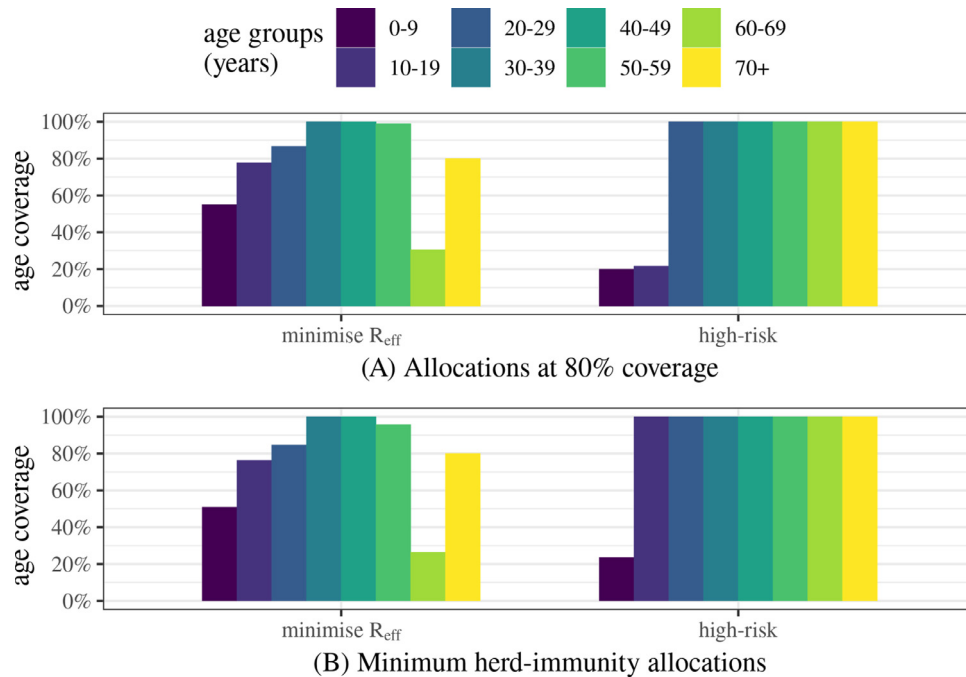 age groups
(years)
0-9
20-29
40-49
60-69
10-19
30-39
50-59
70+
age coverage
100%
80%
60%
40%
20%
0%
minimise Reff
high-risk
(A) Allocations at 80% coverage
age coverage
100%
80%
60%
40%
20%
0%
minimise Reff
high-risk
(B) Minimum herd-immunity allocations